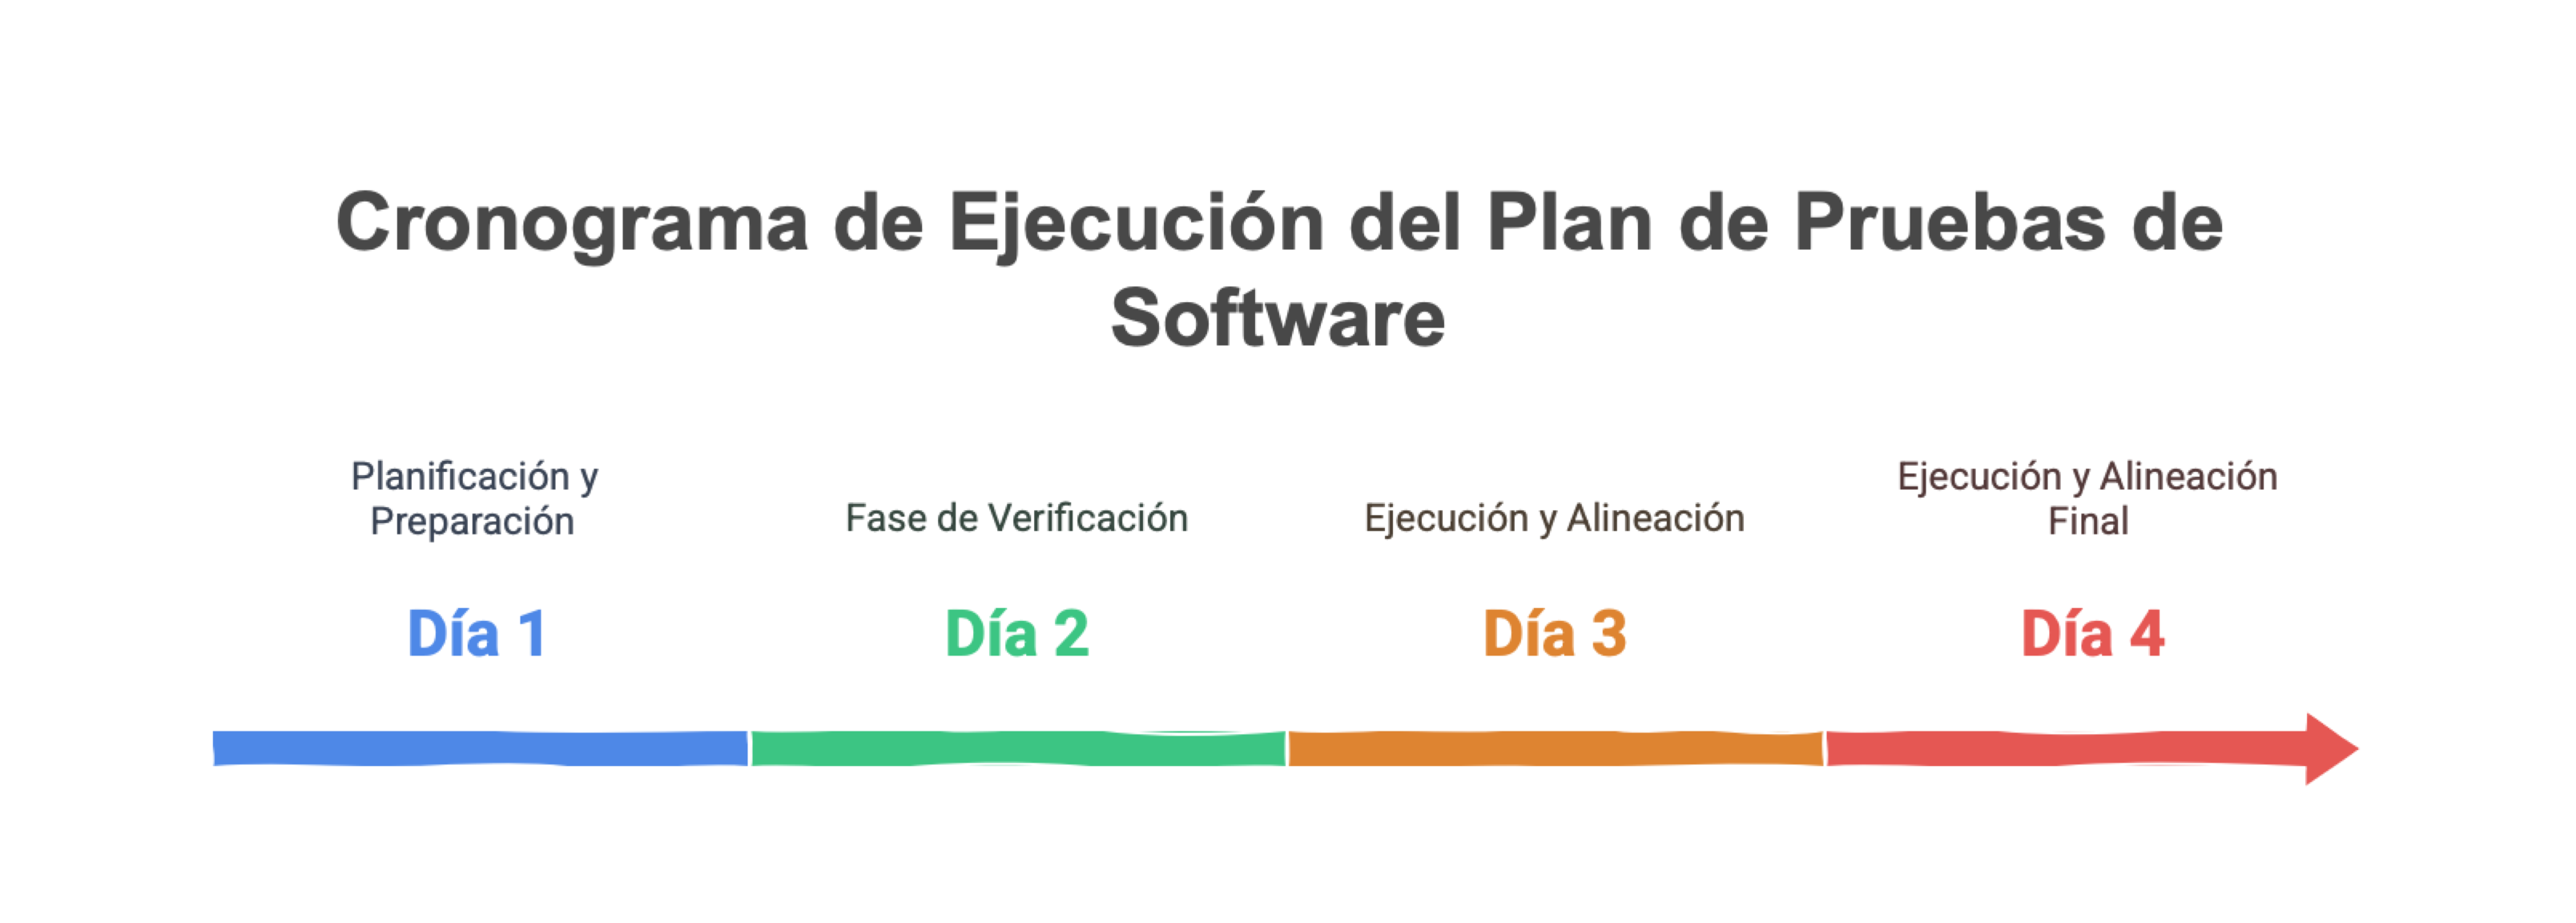 Cronograma de Ejecución del Plan de Pruebas de
Software
Planificación y
Preparación
Día 1
Fase de Verificación
Día 2
Ejecución y Alineación
Día 3
Ejecución y Alineación
Final
Día 4